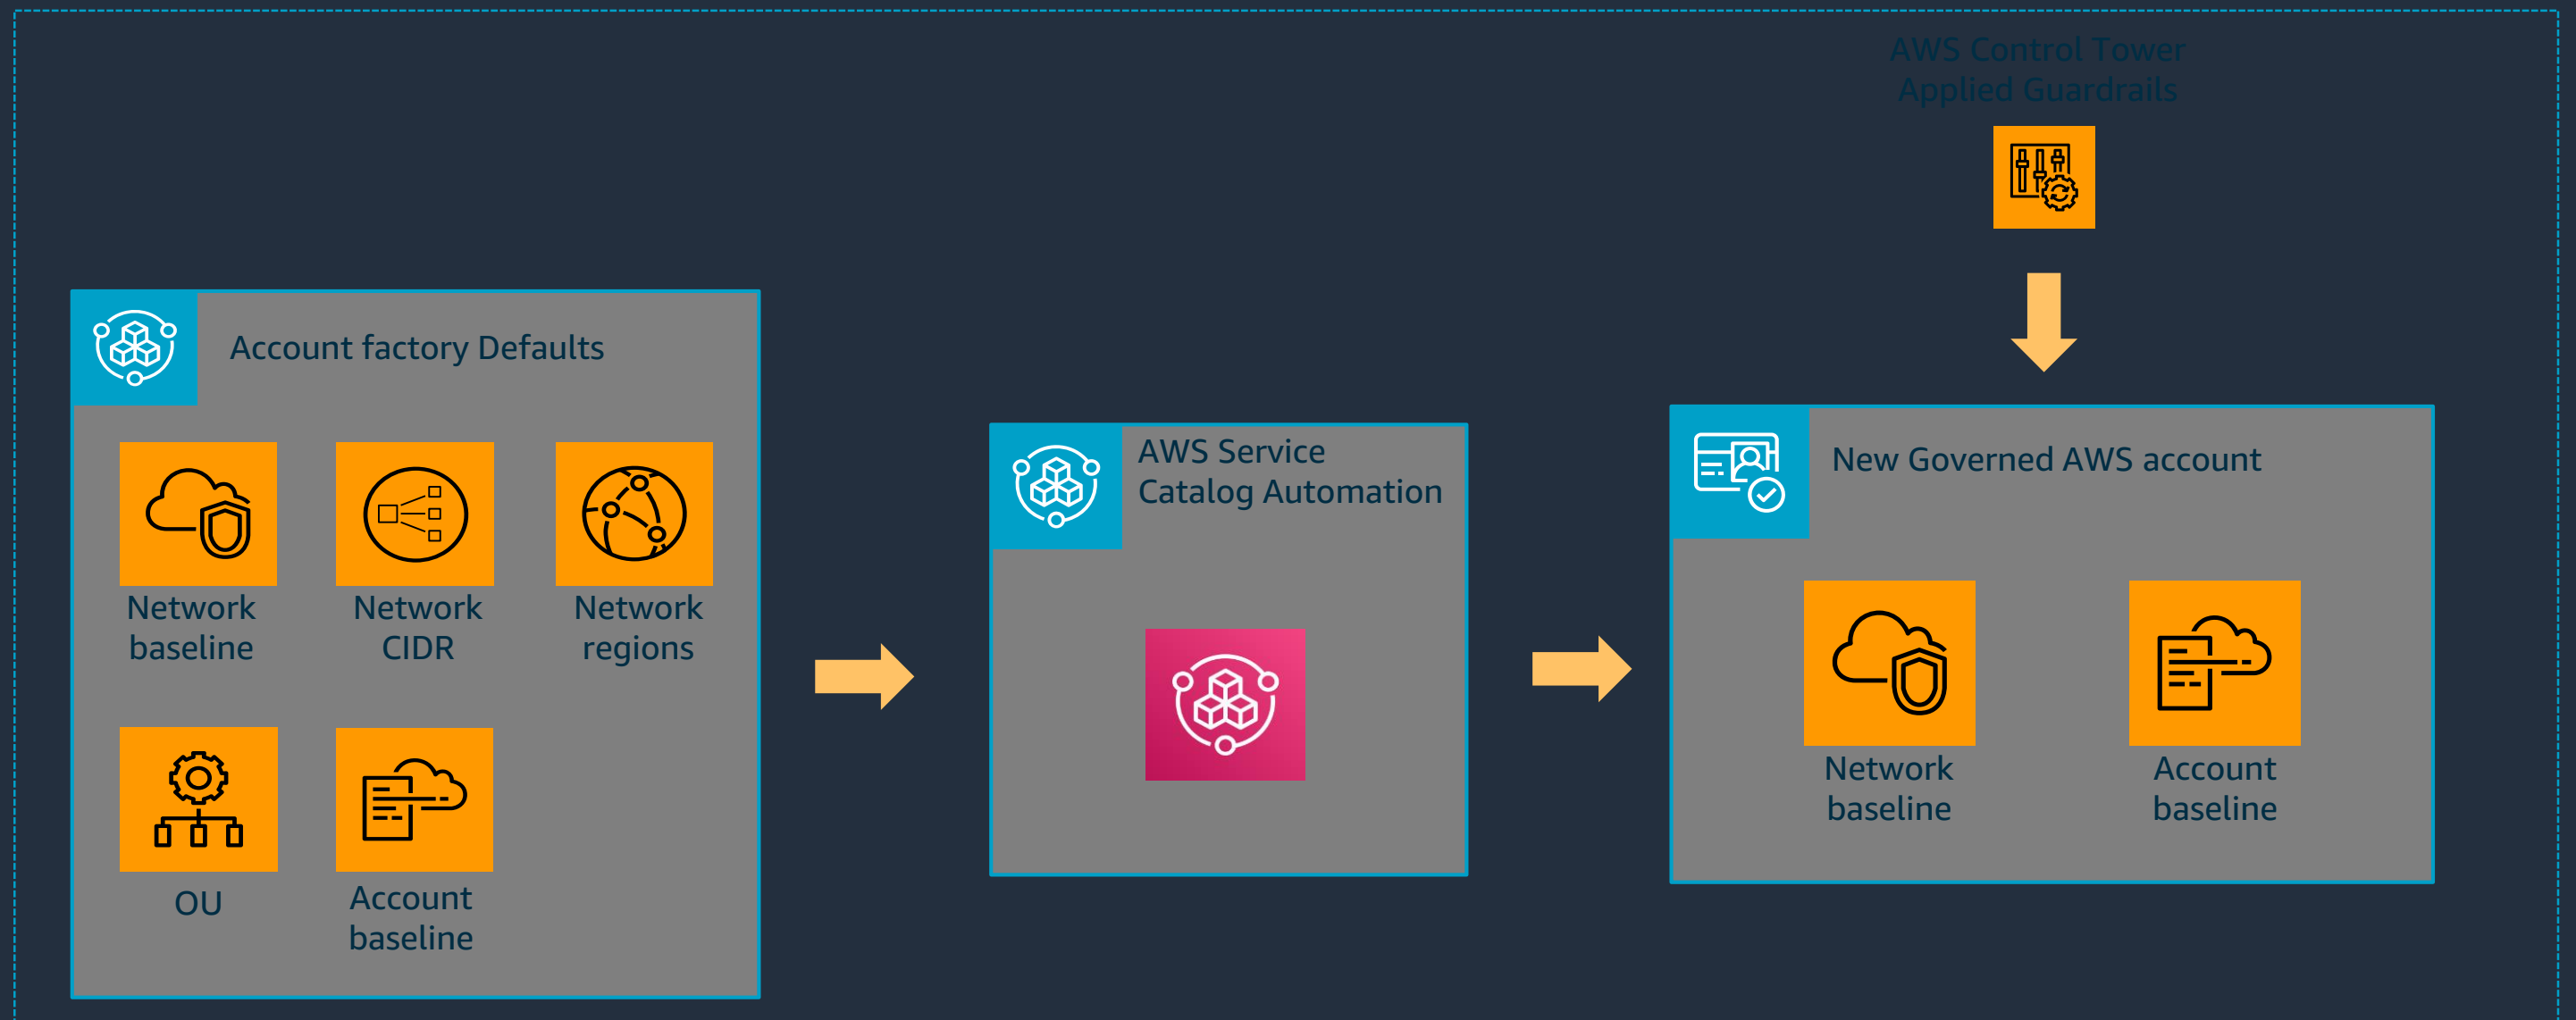 AWS Control Tower
Applied Guardrails
Account factory Defaults
Network
baseline
Network
CIDR
Network
regions
OU
Account
baseline
AWS Service
Catalog Automation
New Governed AWS account
Network
baseline
Account
baseline